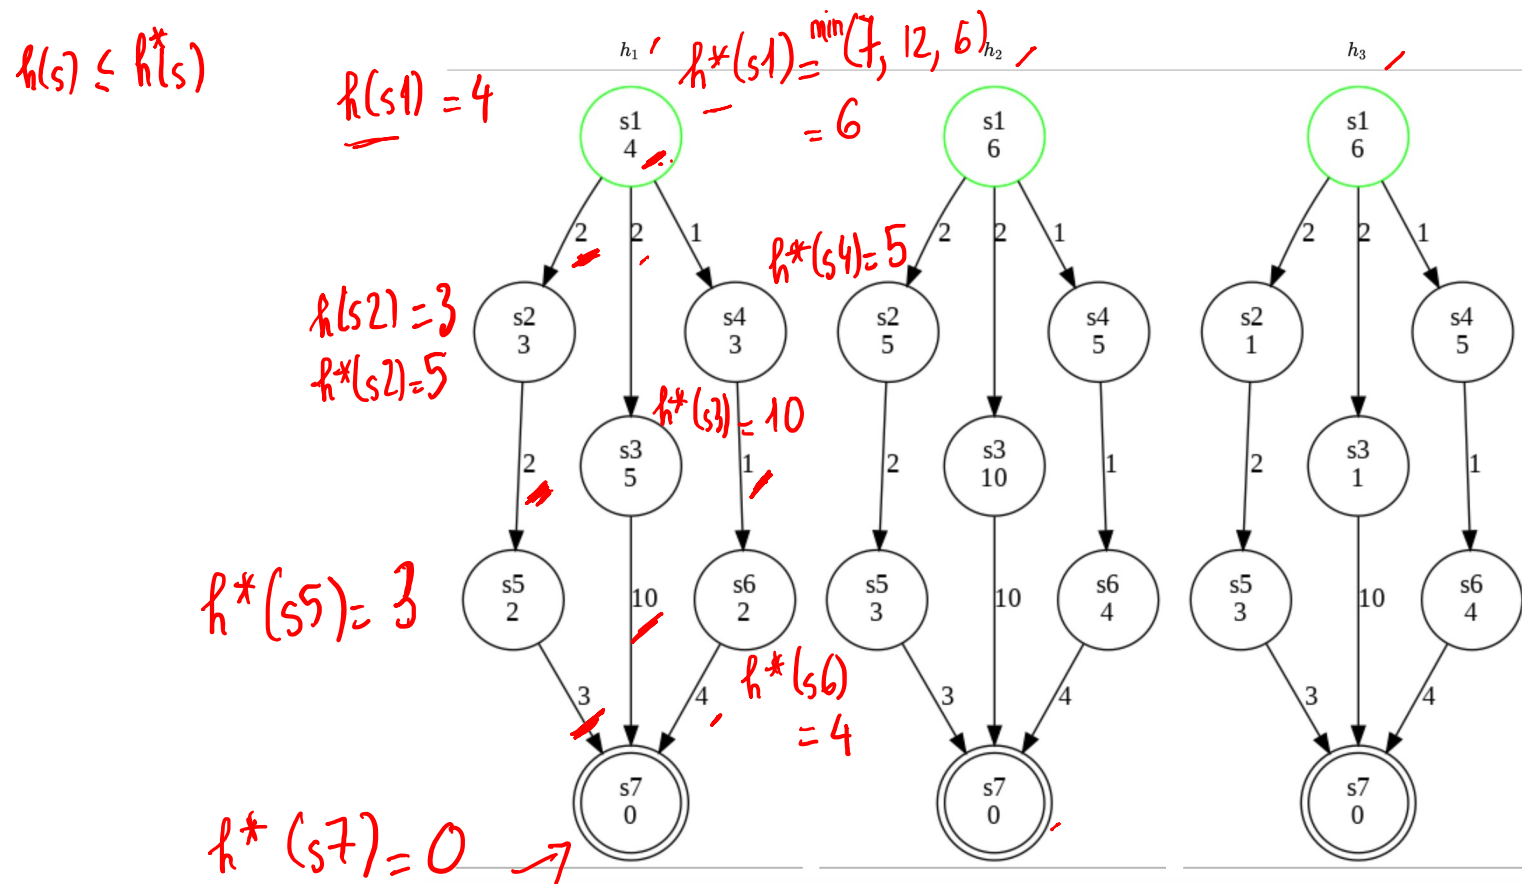 h(s) ≤ h*(s)
h(s1) = 4
h*(s1) = min(7, 12, 6)
= 6
h(s2) = 3
h*(s2) = 5
h*(s4) = 5
h*(s3) = 10
h*(s5) = 3
h*(s6)
= 4
h*(s7) = 0
h₁
s1
4
2
2
1
s2
3
s4
3
2
s3
5
1
s5
2
10
s6
2
3
4
s7
0
h₂
s1
6
2
2
1
s2
5
s4
5
2
s3
10
1
s5
3
10
s6
4
3
4
s7
0
h₃
s1
6
2
2
1
s2
1
s4
5
2
s3
1
1
s5
3
10
s6
4
3
4
s7
0